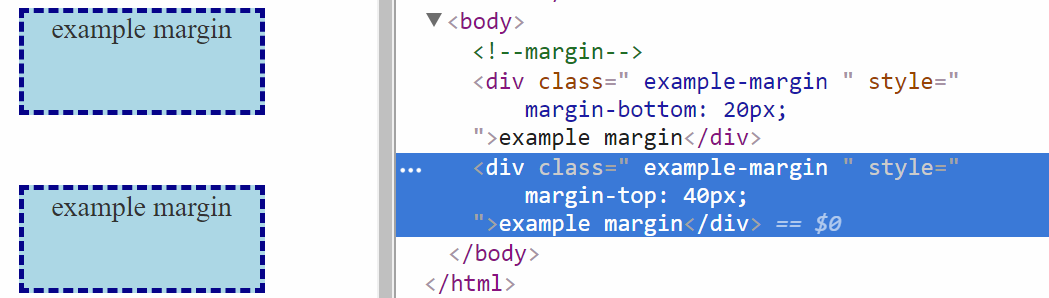 example margin
example margin
▼<body>
<!--margin-->
<div class=" example-margin " style="
margin-bottom: 20px;
">example margin</div>
<div class=" example-margin " style="
margin-top: 40px;
">example margin</div> == $0
</body>
</html>